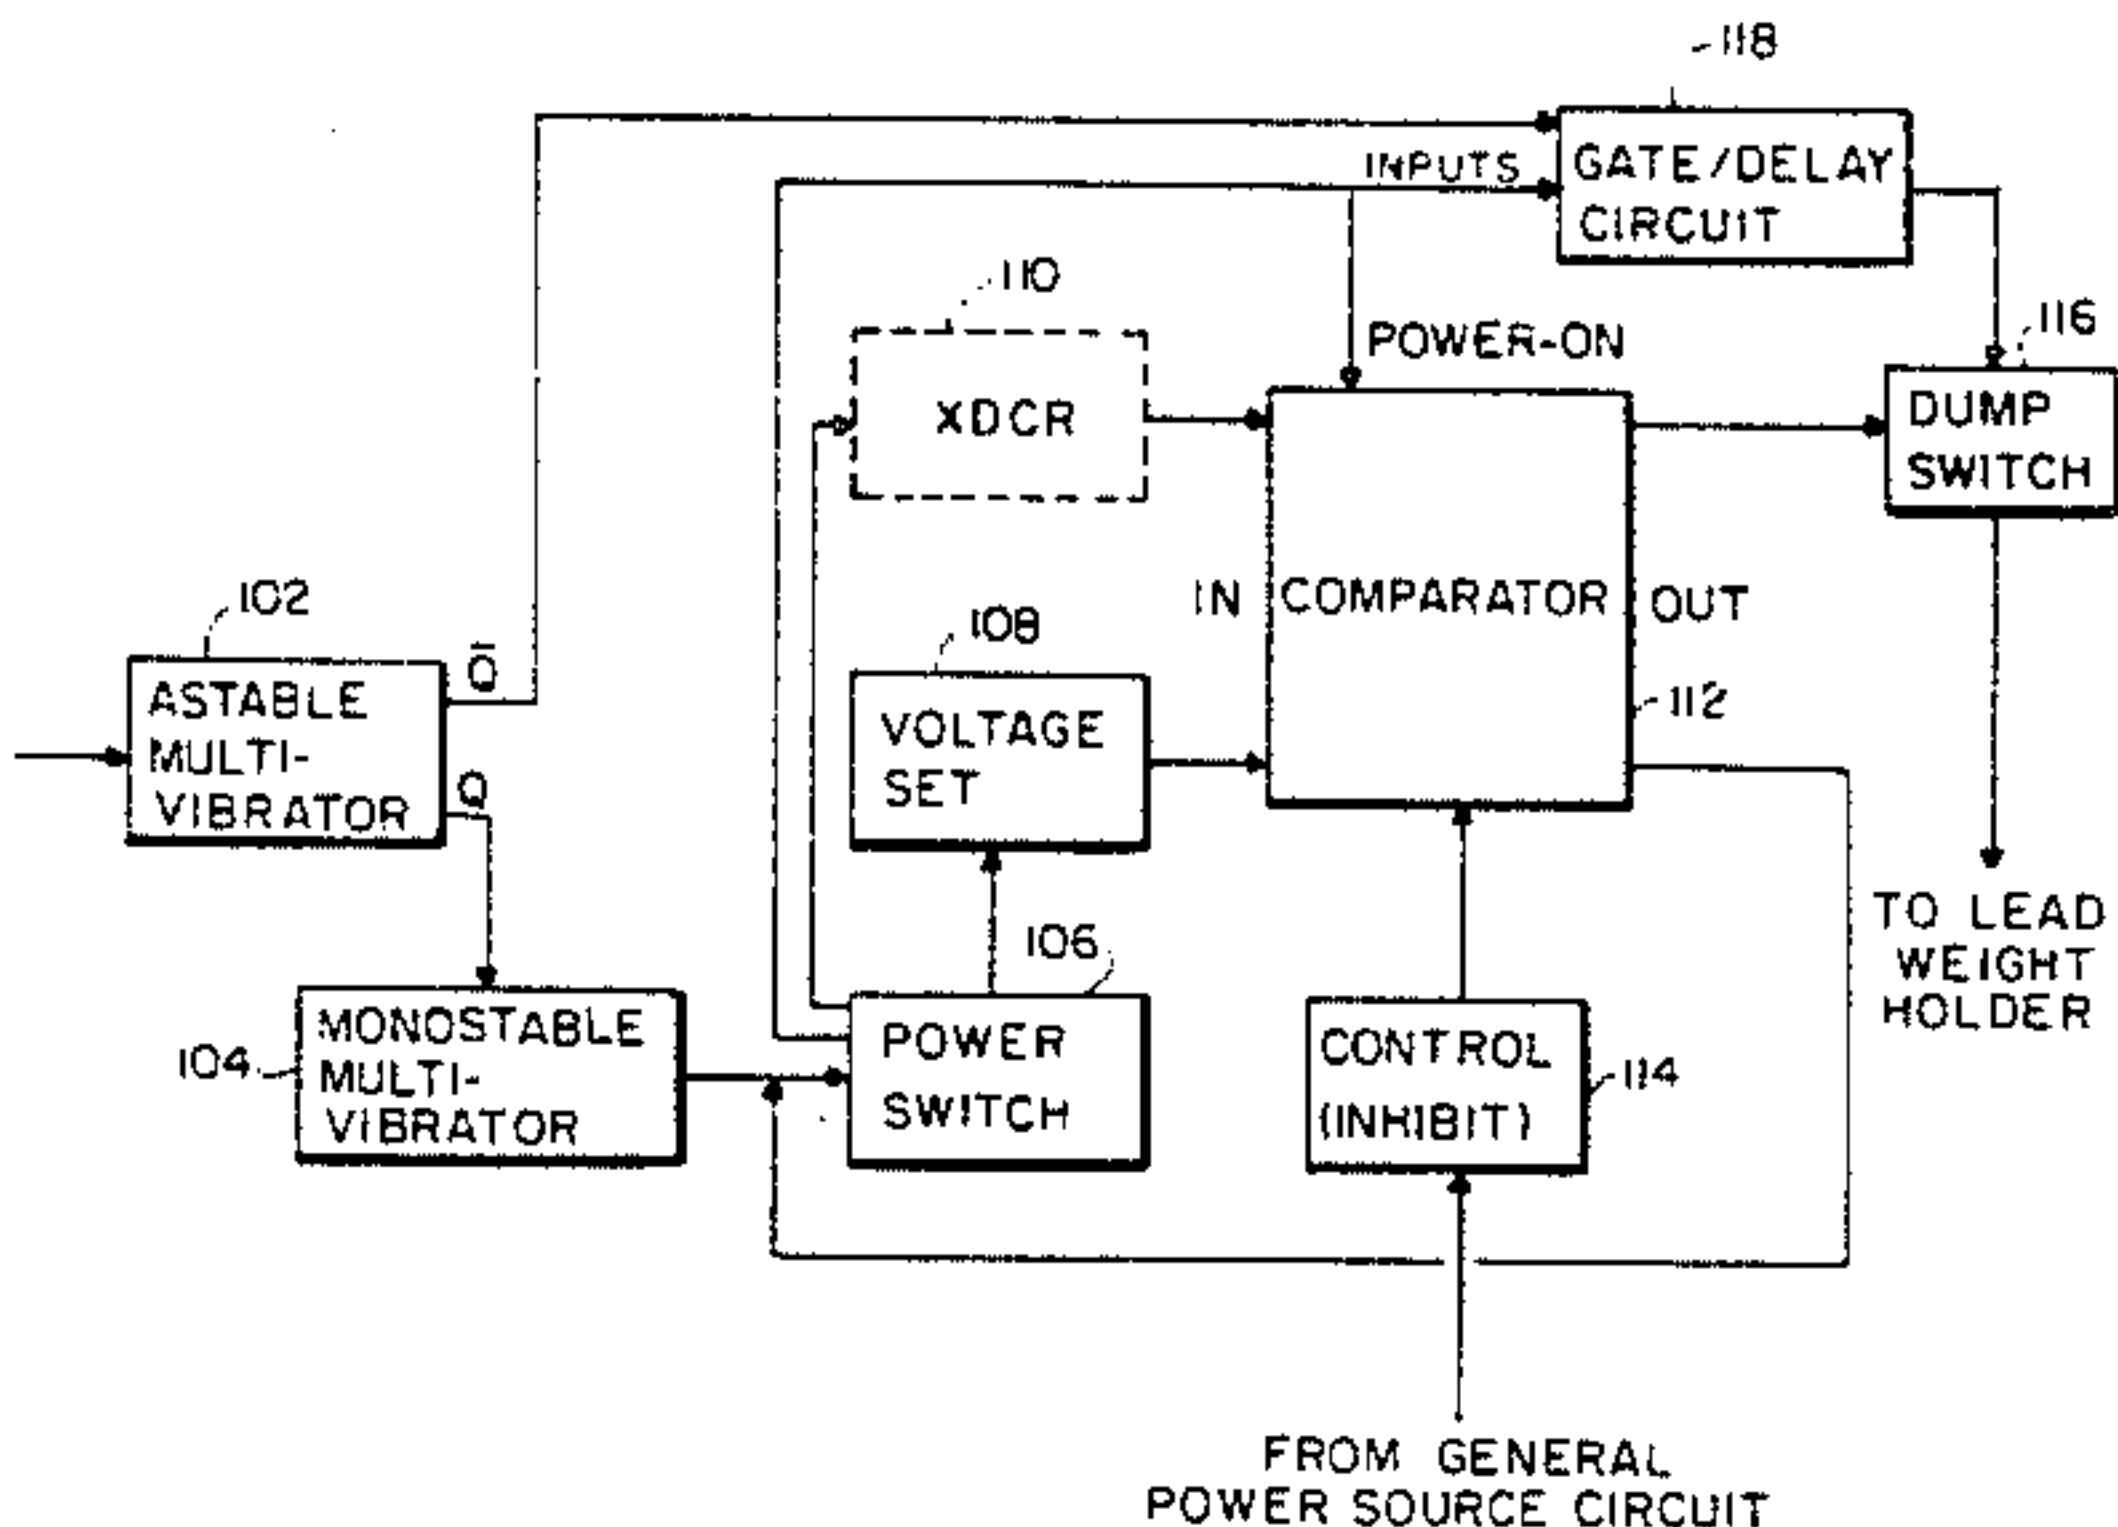 118
GATE/DELAY
CIRCUIT
INPUTS
110
XDCR
POWER-ON
116
DUMP
SWITCH
102
ASTABLE
MULTI-
VIBRATOR
Q̄
Q
108
VOLTAGE
SET
IN
COMPARATOR
OUT
112
104
MONOSTABLE
MULTI-
VIBRATOR
106
POWER
SWITCH
CONTROL
(INHIBIT)
114
TO LEAD
WEIGHT
HOLDER
FROM GENERAL
POWER SOURCE CIRCUIT